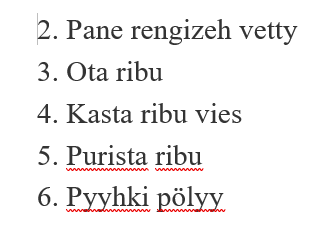 2. Pane rengizeh vetty
3. Ota ribu
4. Kasta ribu vies
5. Purista ribu
6. Pyyhki pölyy